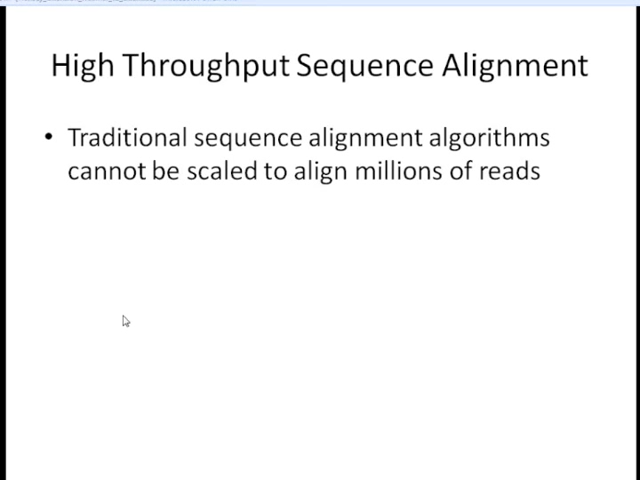 High Throughput Sequence Alignment
• Traditional sequence alignment algorithms
cannot be scaled to align millions of reads